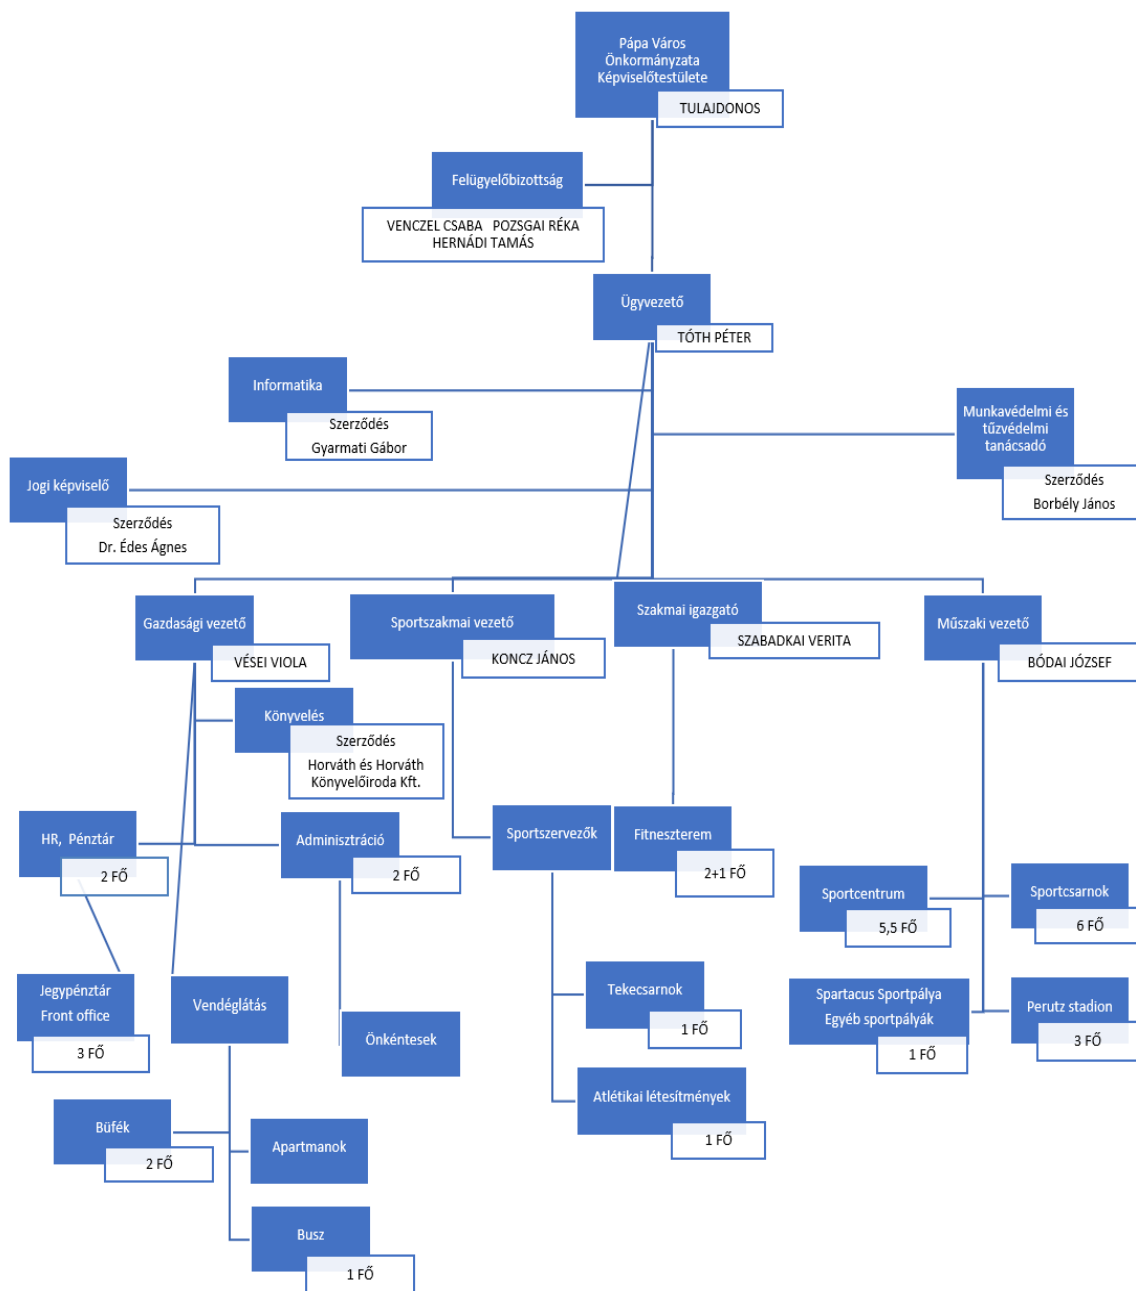 Pápa Város
Önkormányzata
Képviselőtestülete
TULAJDONOS
Felügyelőbizottság
VENCZEL CSABA   POZSGAI RÉKA
HERNÁDI TAMÁS
Ügyvezető
TÓTH PÉTER
Informatika
Szerződés
Gyarmati Gábor
Munkavédelmi és
tűzvédelmi
tanácsadó
Szerződés
Borbély János
Jogi képviselő
Szerződés
Dr. Édes Ágnes
Gazdasági vezető
VÉSEI VIOLA
Sportszakmai vezető
KONCZ JÁNOS
Szakmai igazgató
SZABADKAI VERITA
Műszaki vezető
BÓDAI JÓZSEF
Könyvelés
Szerződés
Horváth és Horváth
Könyvelőiroda Kft.
HR,  Pénztár
2 FŐ
Adminisztráció
2 FŐ
Sportszervezők
Fitneszterem
2+1 FŐ
Sportcentrum
5,5 FŐ
Sportcsarnok
6 FŐ
Jegypénztár
Front office
3 FŐ
Vendéglátás
Önkéntesek
Tekecsarnok
1 FŐ
Spartacus Sportpálya
Egyéb sportpályák
1 FŐ
Perutz stadion
3 FŐ
Atlétikai létesítmények
1 FŐ
Büfék
2 FŐ
Apartmanok
Busz
1 FŐ